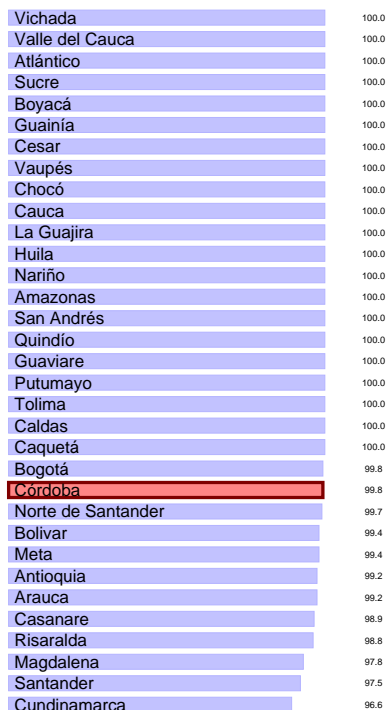 Vichada 100.0
Valle del Cauca 100.0
Atlántico 100.0
Sucre 100.0
Boyacá 100.0
Guainía 100.0
Cesar 100.0
Vaupés 100.0
Chocó 100.0
Cauca 100.0
La Guajira 100.0
Huila 100.0
Nariño 100.0
Amazonas 100.0
San Andrés 100.0
Quindío 100.0
Guaviare 100.0
Putumayo 100.0
Tolima 100.0
Caldas 100.0
Caquetá 100.0
Bogotá 99.8
Córdoba 99.8
Norte de Santander 99.7
Bolivar 99.4
Meta 99.4
Antioquia 99.2
Arauca 99.2
Casanare 98.9
Risaralda 98.8
Magdalena 97.8
Santander 97.5
Cundinamarca 96.6